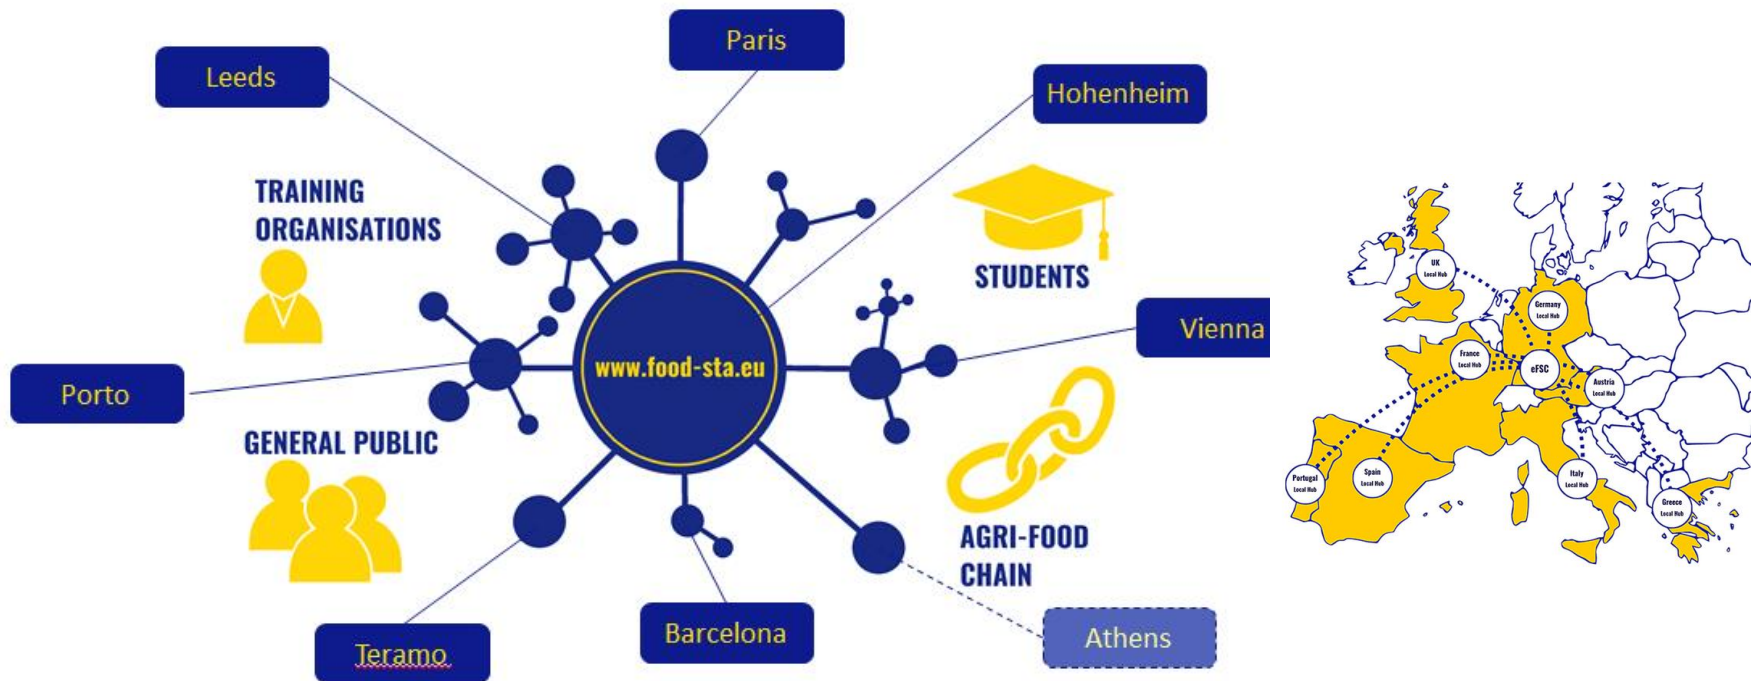 Paris
Leeds
Hohenheim
TRAINING
ORGANISATIONS
STUDENTS
Vienna
www.food-sta.eu
Porto
GENERAL PUBLIC
AGRI-FOOD
CHAIN
Barcelona
Athens
Teramo
UK
Local Hub
Germany
Local Hub
France
Local Hub
eFSC
Austria
Local Hub
Portugal
Local Hub
Spain
Local Hub
Italy
Local Hub
Greece
Local Hub